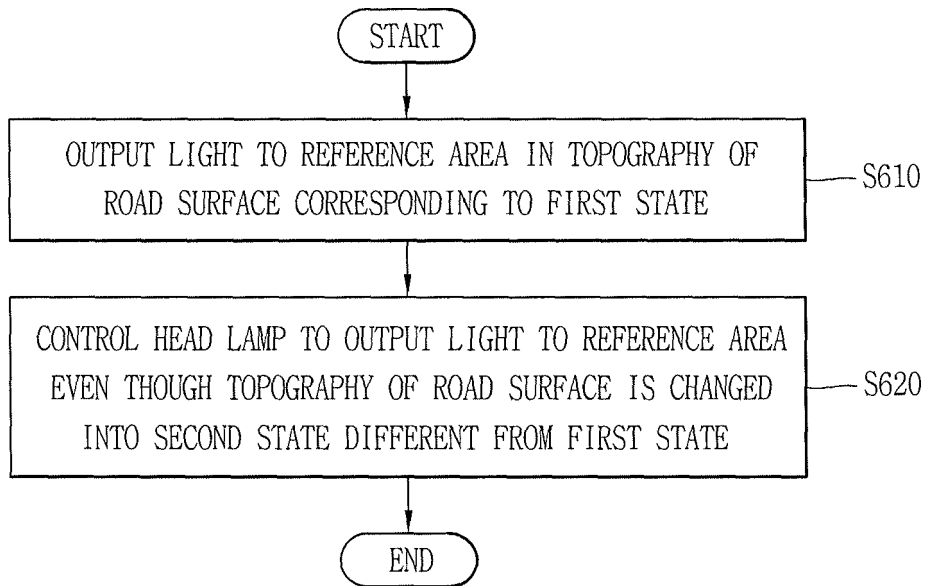 START
OUTPUT LIGHT TO REFERENCE AREA IN TOPOGRAPHY OF
ROAD SURFACE CORRESPONDING TO FIRST STATE
S610
CONTROL HEAD LAMP TO OUTPUT LIGHT TO REFERENCE AREA
EVEN THOUGH TOPOGRAPHY OF ROAD SURFACE IS CHANGED
INTO SECOND STATE DIFFERENT FROM FIRST STATE
S620
END